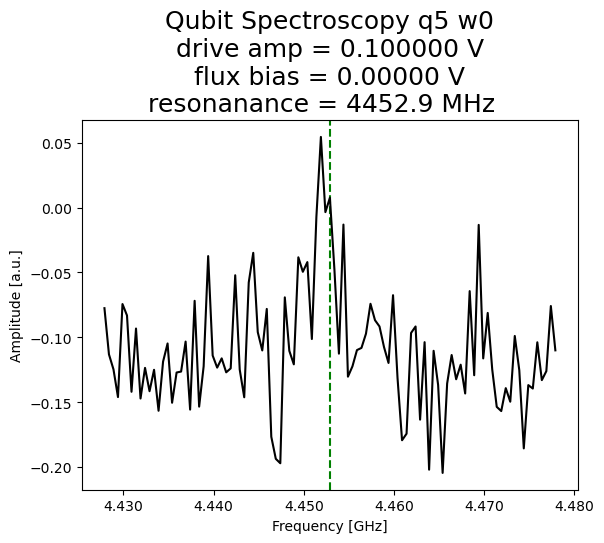 Qubit Spectroscopy q5 w0
drive amp = 0.100000 V
flux bias = 0.00000 V
resonanance = 4452.9 MHz
0.05
0.00
−0.05
−0.10
−0.15
−0.20
Amplitude [a.u.]
4.430 4.440 4.450 4.460 4.470 4.480
Frequency [GHz]